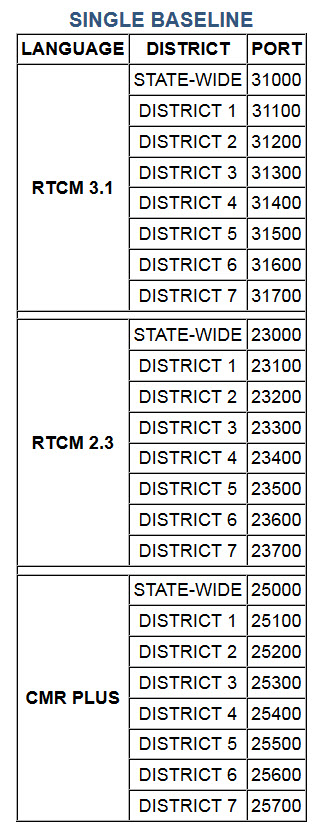 SINGLE BASELINE
LANGUAGE DISTRICT PORT
RTCM 3.1
STATE-WIDE 31000
DISTRICT 1 31100
DISTRICT 2 31200
DISTRICT 3 31300
DISTRICT 4 31400
DISTRICT 5 31500
DISTRICT 6 31600
DISTRICT 7 31700
RTCM 2.3
STATE-WIDE 23000
DISTRICT 1 23100
DISTRICT 2 23200
DISTRICT 3 23300
DISTRICT 4 23400
DISTRICT 5 23500
DISTRICT 6 23600
DISTRICT 7 23700
CMR PLUS
STATE-WIDE 25000
DISTRICT 1 25100
DISTRICT 2 25200
DISTRICT 3 25300
DISTRICT 4 25400
DISTRICT 5 25500
DISTRICT 6 25600
DISTRICT 7 25700